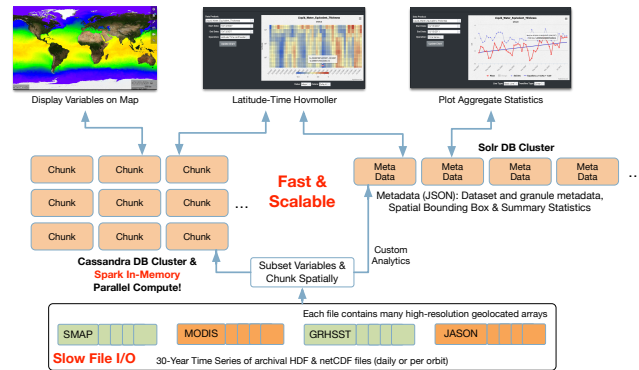 Display Variables on Map
Latitude-Time Hovmoller
Plot Aggregate Statistics
Solr DB Cluster
Chunk
Chunk
Chunk
Chunk
Chunk
Chunk
Chunk
Chunk
Chunk
...
Fast &
Scalable
Meta
Data
Meta
Data
Meta
Data
Meta
Data
Metadata (JSON): Dataset and granule metadata,
Spatial Bounding Box & Summary Statistics
Cassandra DB Cluster &
Spark In-Memory
Parallel Compute!
Subset Variables &
Chunk Spatially
Custom
Analytics
Each file contains many high-resolution geolocated arrays
SMAP
MODIS
GRHSST
JASON
Slow File I/O
30-Year Time Series of archival HDF & netCDF files (daily or per orbit)